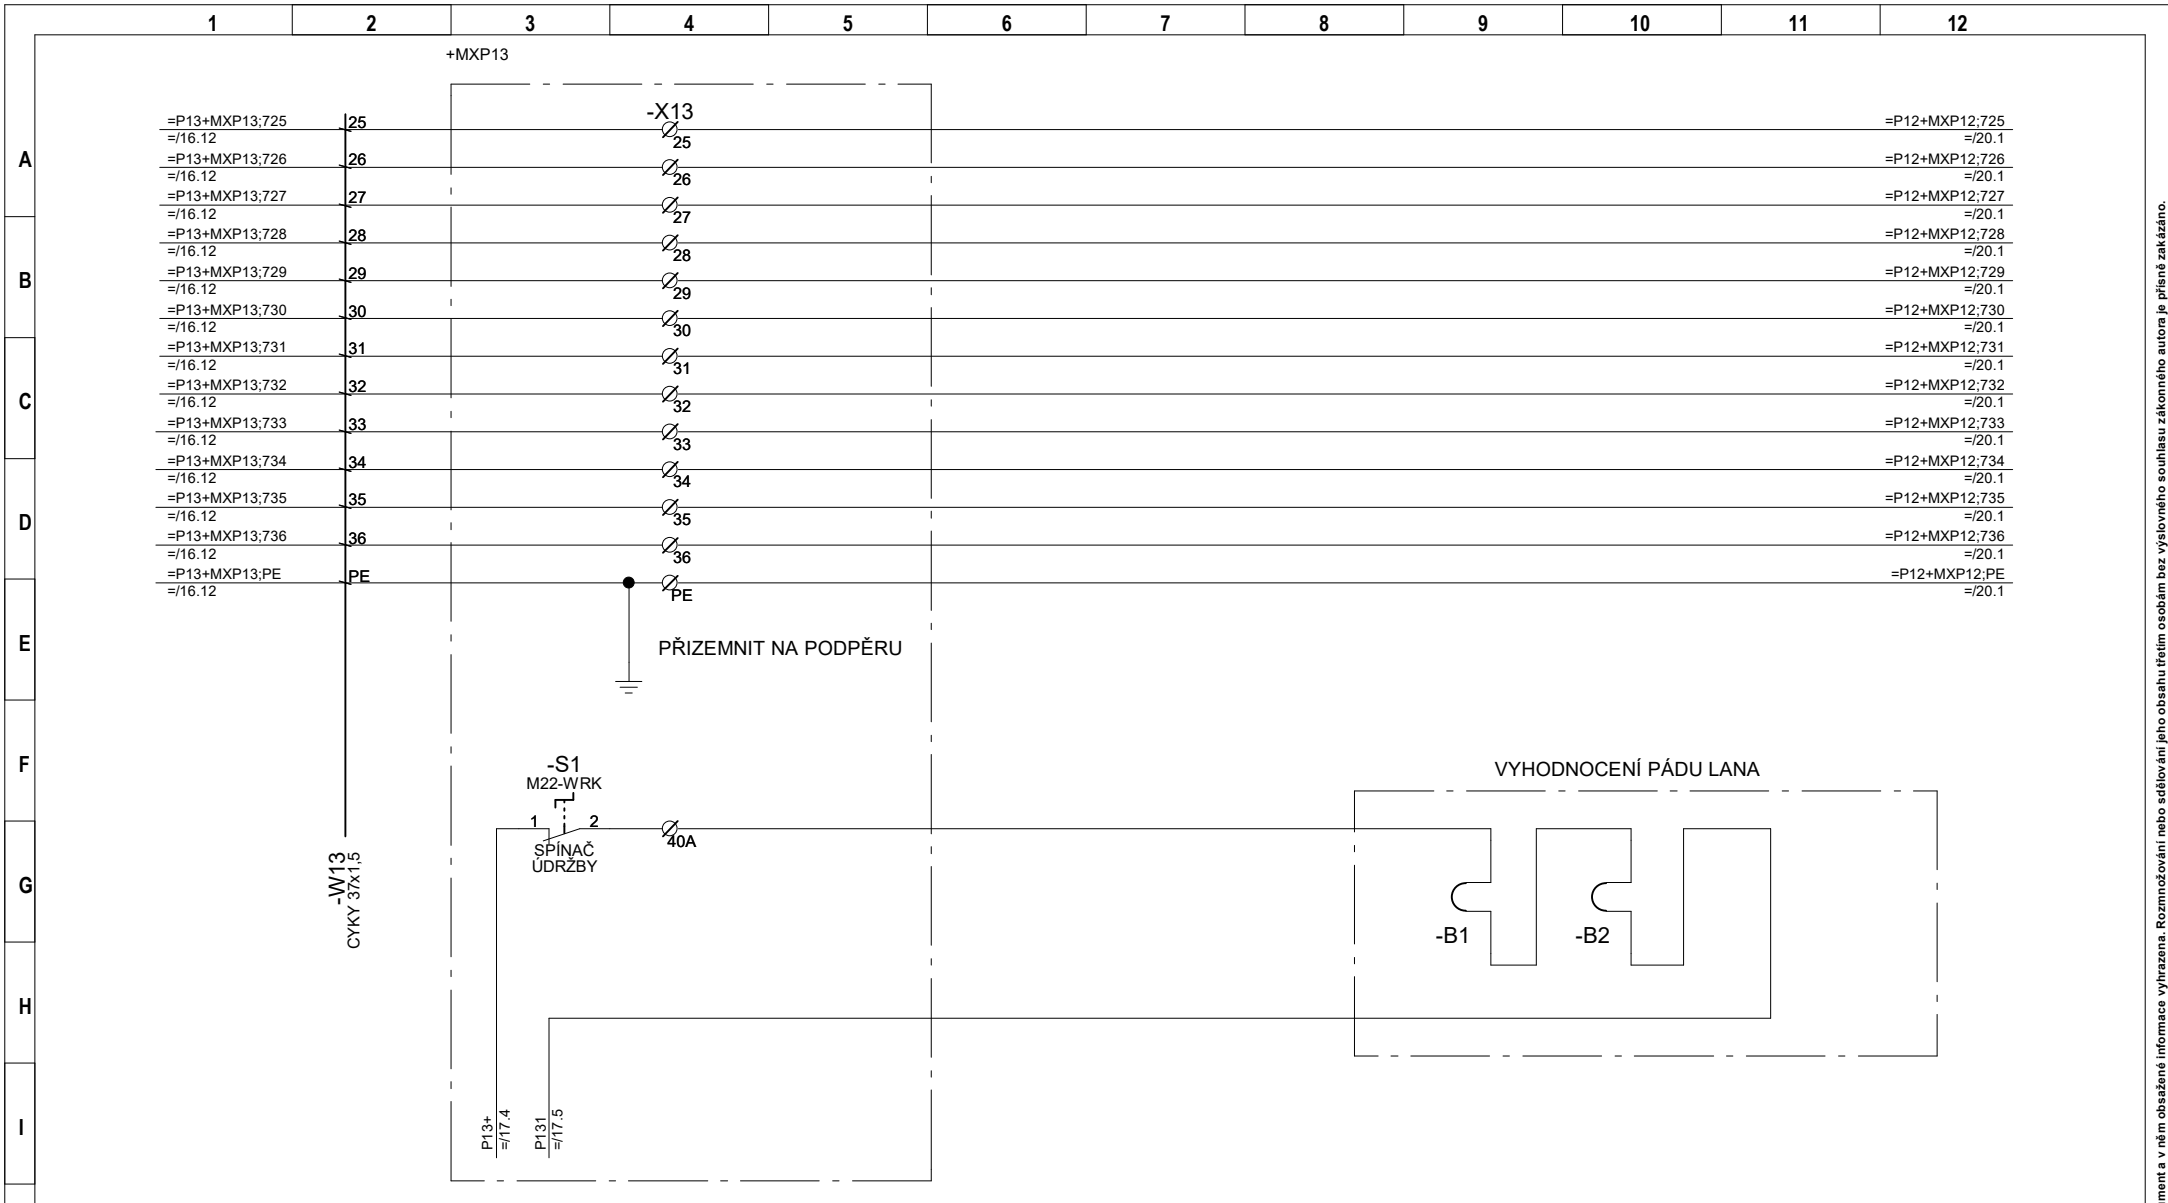 1 2 3 4 5 6 7 8 9 10 11 12
+MXP13
-X13
=P13+MXP13;725 25 =P12+MXP12;725
=/16.12 25 =/20.1
A
=P13+MXP13;726 26 =P12+MXP12;726
=/16.12 26 =/20.1
=P13+MXP13;727 27 =P12+MXP12;727
=/16.12 27 =/20.1
=P13+MXP13;728 28 =P12+MXP12;728
=/16.12 28 =/20.1
B
=P13+MXP13;729 29 =P12+MXP12;729
=/16.12 29 =/20.1
=P13+MXP13;730 30 =P12+MXP12;730
=/16.12 30 =/20.1
=P13+MXP13;731 31 =P12+MXP12;731
=/16.12 31 =/20.1
=P13+MXP13;732 32 =P12+MXP12;732
C
=/16.12 32 =/20.1
=P13+MXP13;733 33 =P12+MXP12;733
=/16.12 33 =/20.1
=P13+MXP13;734 34 =P12+MXP12;734
=/16.12 34 =/20.1
=P13+MXP13;735 35 =P12+MXP12;735
D
=/16.12 35 =/20.1
=P13+MXP13;736 36 =P12+MXP12;736
=/16.12 36 =/20.1
=P13+MXP13;PE PE =P12+MXP12;PE
=/16.12 PE =/20.1
E
PŘIZEMNIT NA PODPĚRU
F
-S1
M22-WRK
1 2
SPÍNAČ
ÚDRŽBY
40A
VYHODNOCENÍ PÁDU LANA
G
-W13
CYKY 37x1,5
-B1
-B2
H
I
P13+
=/17.4
P131
=/17.5
a v něm obsažené informace vyhrazena. Rozmnožování nebo sdělování jeho obsahu třetím osobám bez výslovného souhlasu zákonného autora je přísně zakázáno.